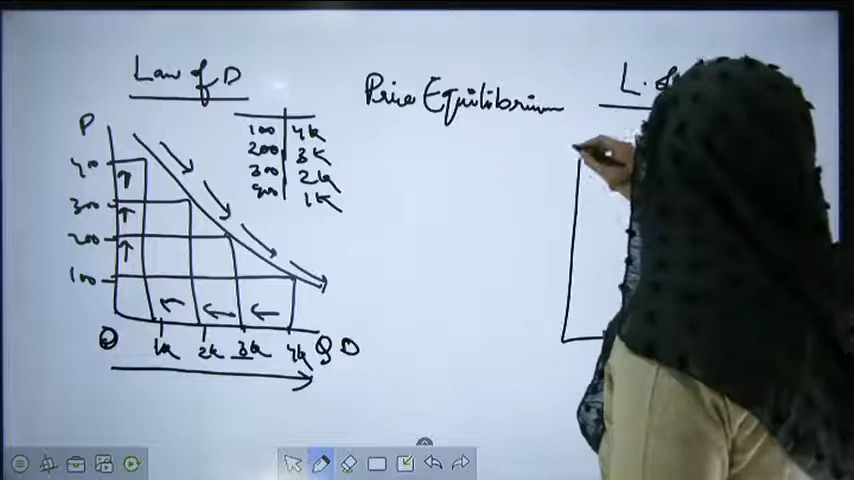 Law of D
Price Equilibrium
L. of
P
400
300
200
100
O
1k 2k 3k 4k Q D
100 4k
200 3k
300 2k
400 1k